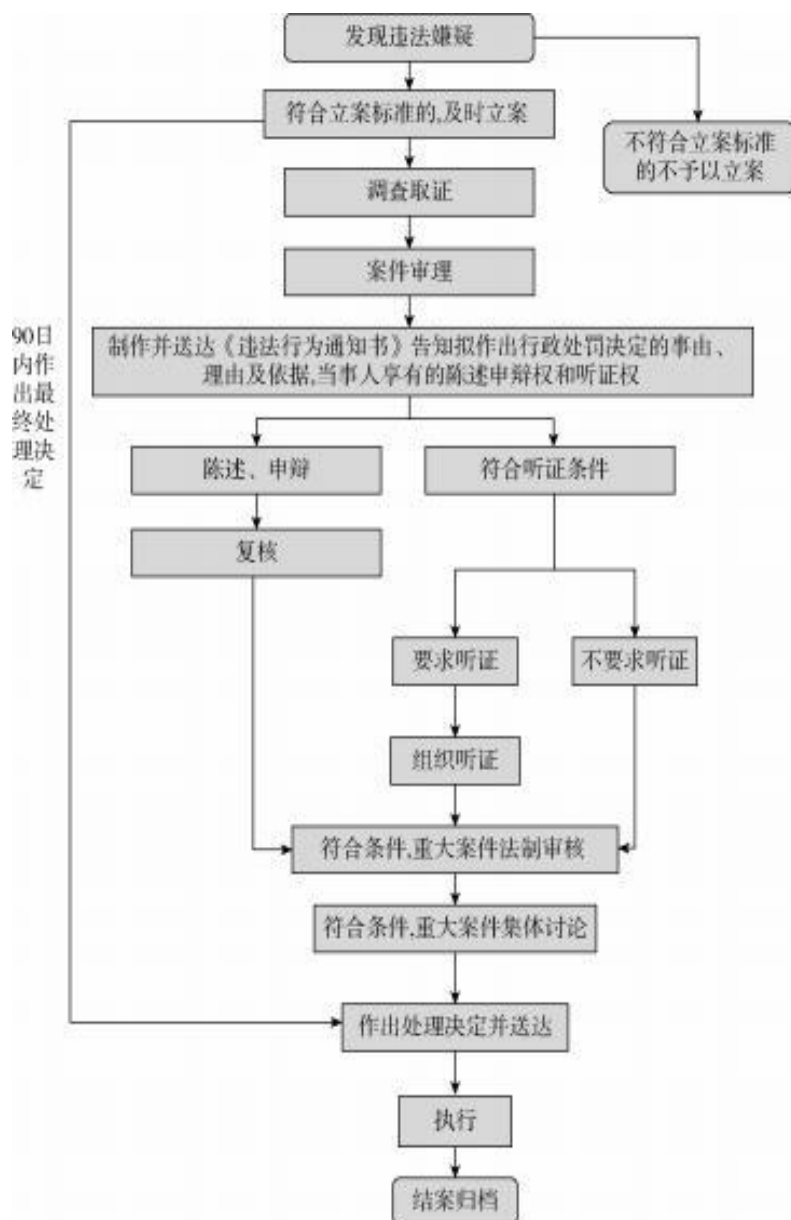 发现违法嫌疑
符合立案标准的,及时立案
不符合立案标准
的不予以立案
调查取证
案件审理
90日
内作
出最
终处
理决
定
制作并送达《违法行为通知书》告知拟作出行政处罚决定的事由、
理由及依据,当事人享有的陈述申辩权和听证权
陈述、申辩
符合听证条件
复核
要求听证
不要求听证
组织听证
符合条件,重大案件法制审核
符合条件,重大案件集体讨论
作出处理决定并送达
执行
结案归档